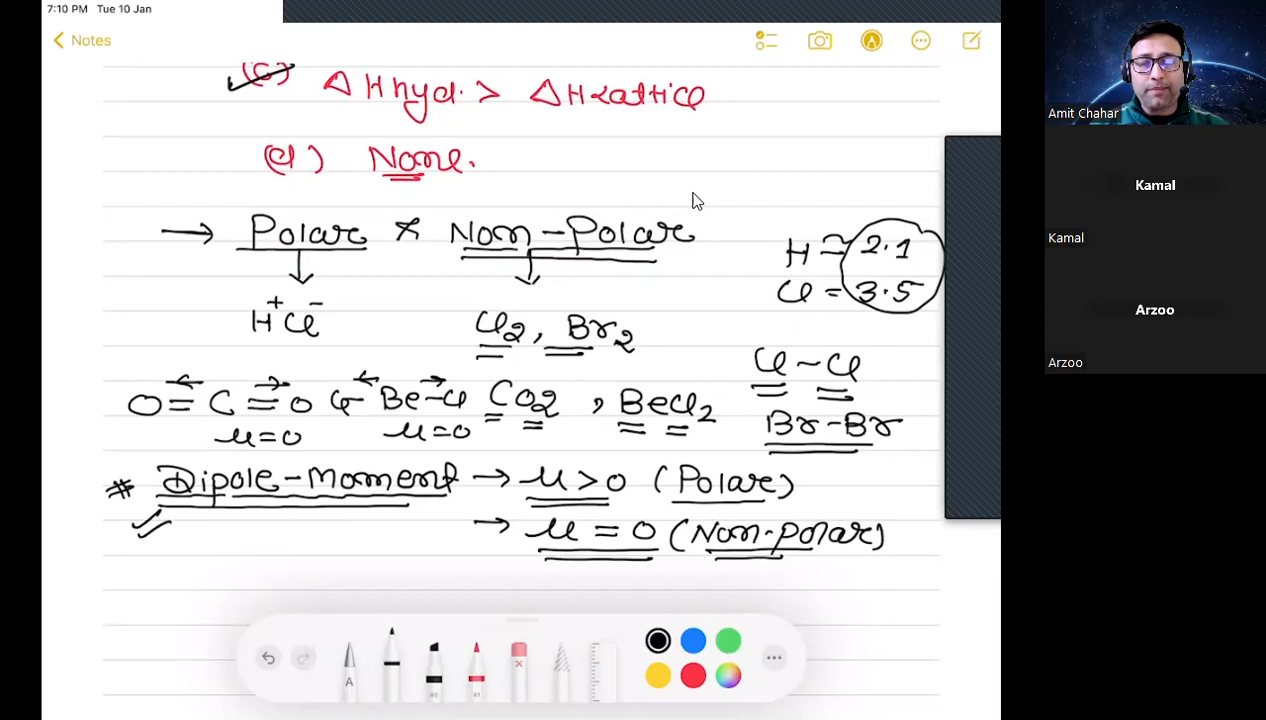 7:10 PM Tue 10 Jan
Notes
(c) △Hhyd. > △HLattice
(d) None.
→ Polar & Non-Polar
H = 2.1
Cl = 3.5
H⁺Cl⁻
Cl₂, Br₂
Cl-Cl
O=C=O Cl-Be-Cl CO₂, BeCl₂
μ=0 μ=0
Br-Br
# Dipole-Moment → μ>0 (Polar)
→ μ=0 (Non-polar)
Amit Chahar
Kamal
Kamal
Arzoo
Arzoo